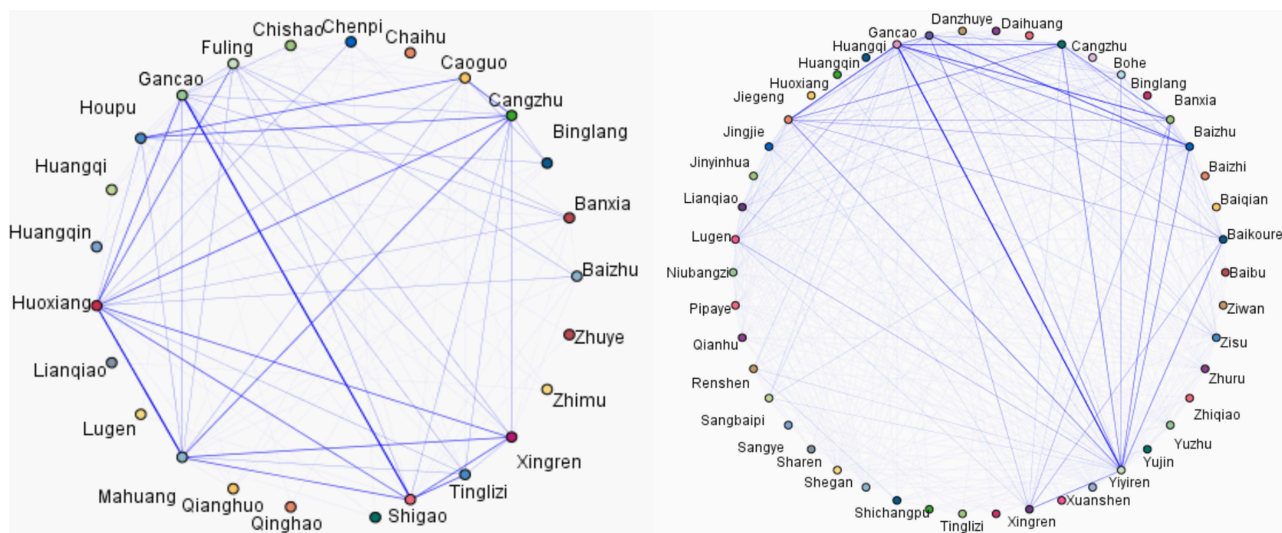 Chishao
Chenpi
Chaihu
Fuling
Caoguo
Gancao
Cangzhu
Houpu
Binglang
Huangqi
Banxia
Huangqin
Baizhu
Huoxiang
Zhuye
Lianqiao
Zhimu
Lugen
Xingren
Mahuang
Tinglizi
Qianghuo
Shigao
Qinghao
Danzhuye
Daihuang
Gancao
Cangzhu
Huangqi
Bohe
Huangqin
Binglang
Huoxiang
Banxia
Jiegeng
Baizhu
Jingjie
Baizhi
Jinyinhua
Baiqian
Lianqiao
Baikoure
Lugen
Baibu
Niubangzi
Ziwan
Pipaye
Zisu
Qianhu
Zhuru
Renshen
Zhiqiao
Sangbaipi
Yuzhu
Sangye
Yujin
Sharen
Yiyiren
Shegan
Xuanshen
Shichangpu
Xingren
Tinglizi